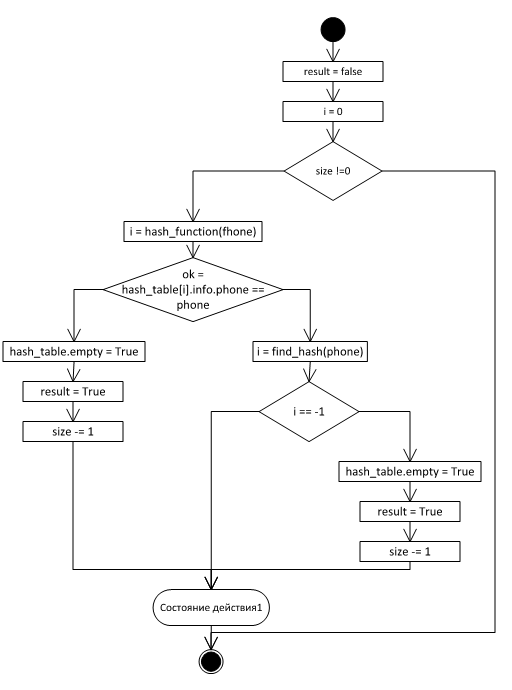 result = false
i = 0
size !=0
i = hash_function(fhone)
ok =
hash_table[i].info.phone ==
phone
hash_table.empty = True
i = find_hash(phone)
result = True
i == -1
size -= 1
hash_table.empty = True
result = True
size -= 1
Состояние действия1